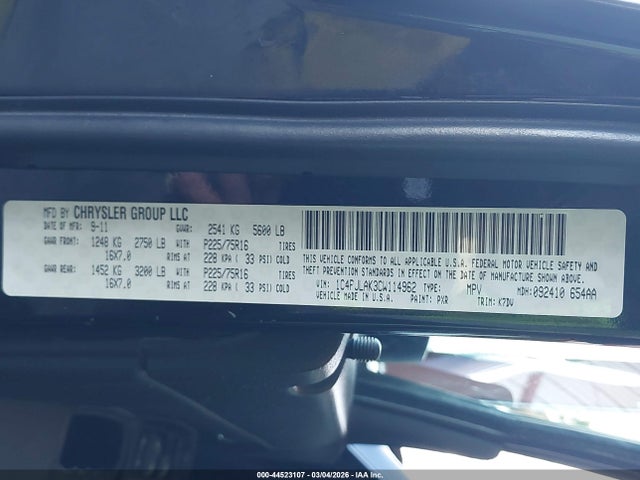 MFD BY CHRYSLER GROUP LLC
DATE OF MFR 9-11 GVWR: 2541 KG 5600 LB
GAWR FRONT: 1248 KG 2750 LB WITH P225/75R16 TIRES
16X7.0 RIMS AT 228 KPA ( 33 PSI) COLD
GAWR REAR: 1452 KG 3200 LB WITH P225/75R16 TIRES
16X7.0 RIMS AT 228 KPA ( 33 PSI) COLD
THIS VEHICLE CONFORMS TO ALL APPLICABLE U.S.A. FEDERAL MOTOR VEHICLE SAFETY AND
THEFT PREVENTION STANDARDS IN EFFECT ON THE DATE OF MANUFACTURE SHOWN ABOVE.
VIN: 1C4PJLAK3CW114962 TYPE: MPV MDH: 092410 654AA
VEHICLE MADE IN U.S.A. PAINT: PXR TRIM: K7DV
000-44523107 - 03/04/2026 - IAAI.COM